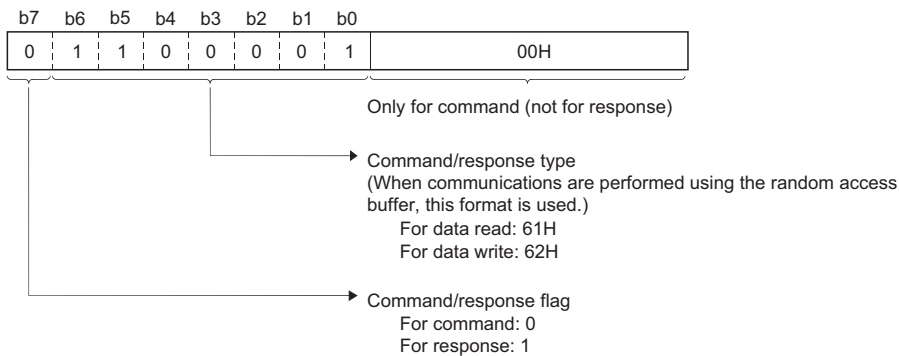 b7 b6 b5 b4 b3 b2 b1 b0
0 1 1 0 0 0 0 1 00H
Only for command (not for response)
Command/response type
(When communications are performed using the random access
buffer, this format is used.)
For data read: 61H
For data write: 62H
Command/response flag
For command: 0
For response: 1